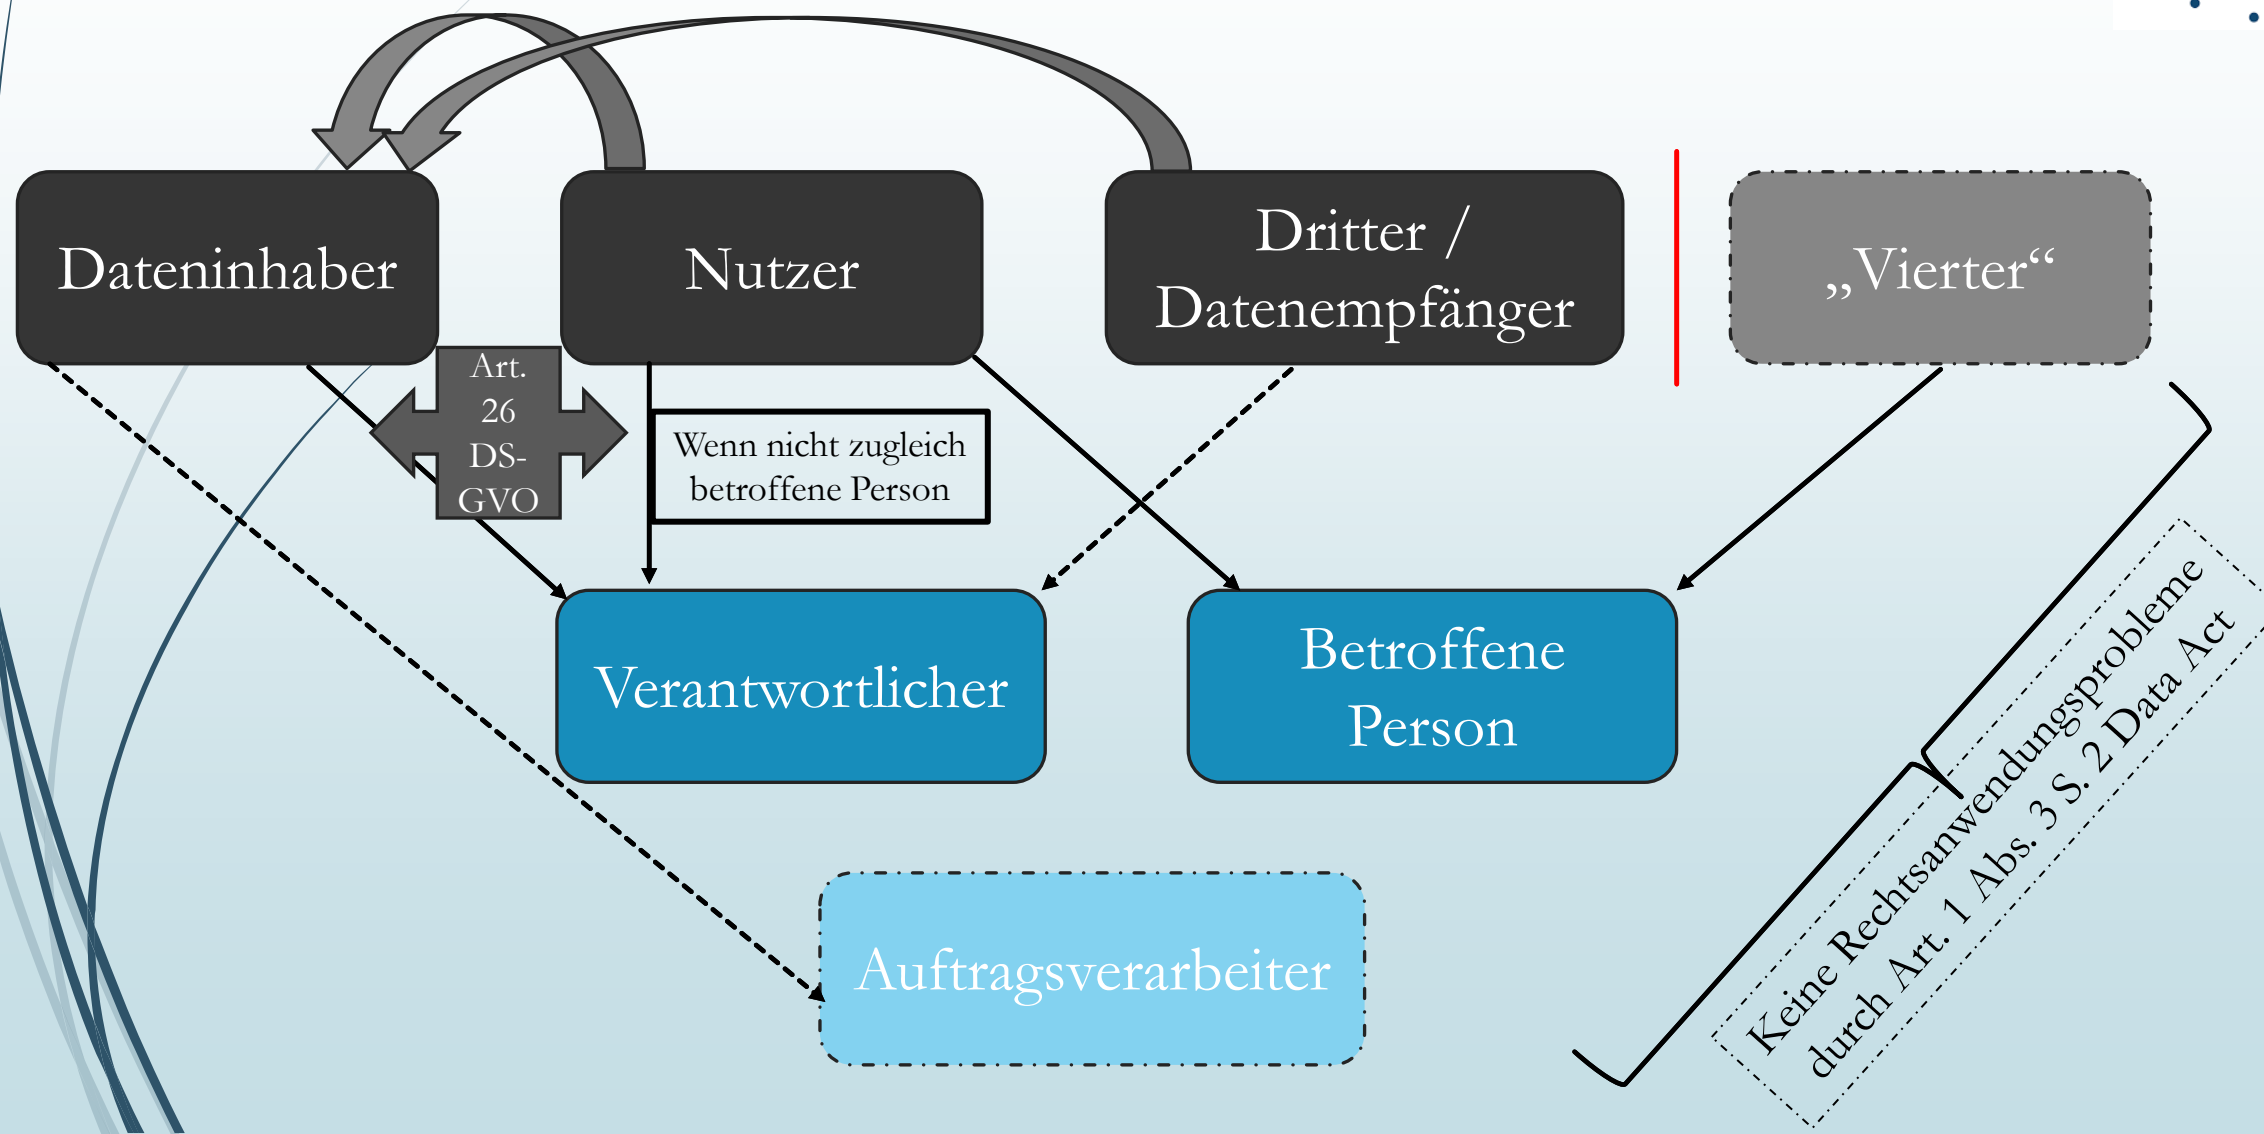 Dateninhaber
Nutzer
Dritter /
Datenempfänger
„Vierter“
Art.
26
DS-
GVO
Wenn nicht zugleich
betroffene Person
Verantwortlicher
Betroffene
Person
Auftragsverarbeiter
Keine Rechtsanwendungsprobleme
durch Art. 1 Abs. 3 S. 2 Data Act